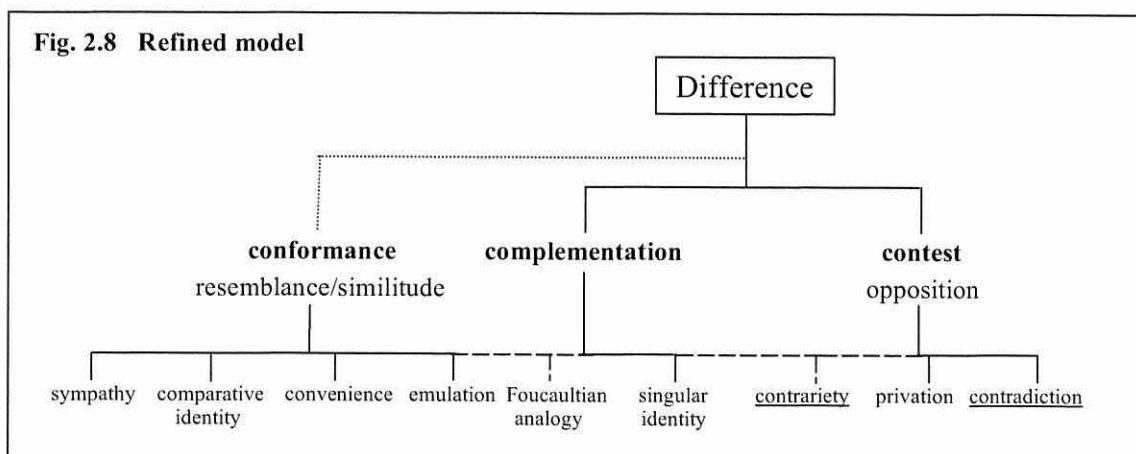 Fig. 2.8 Refined model
Difference
conformance complementation contest
resemblance/similitude opposition
sympathy comparative convenience emulation Foucaultian singular contrariety privation contradiction
identity analogy identity